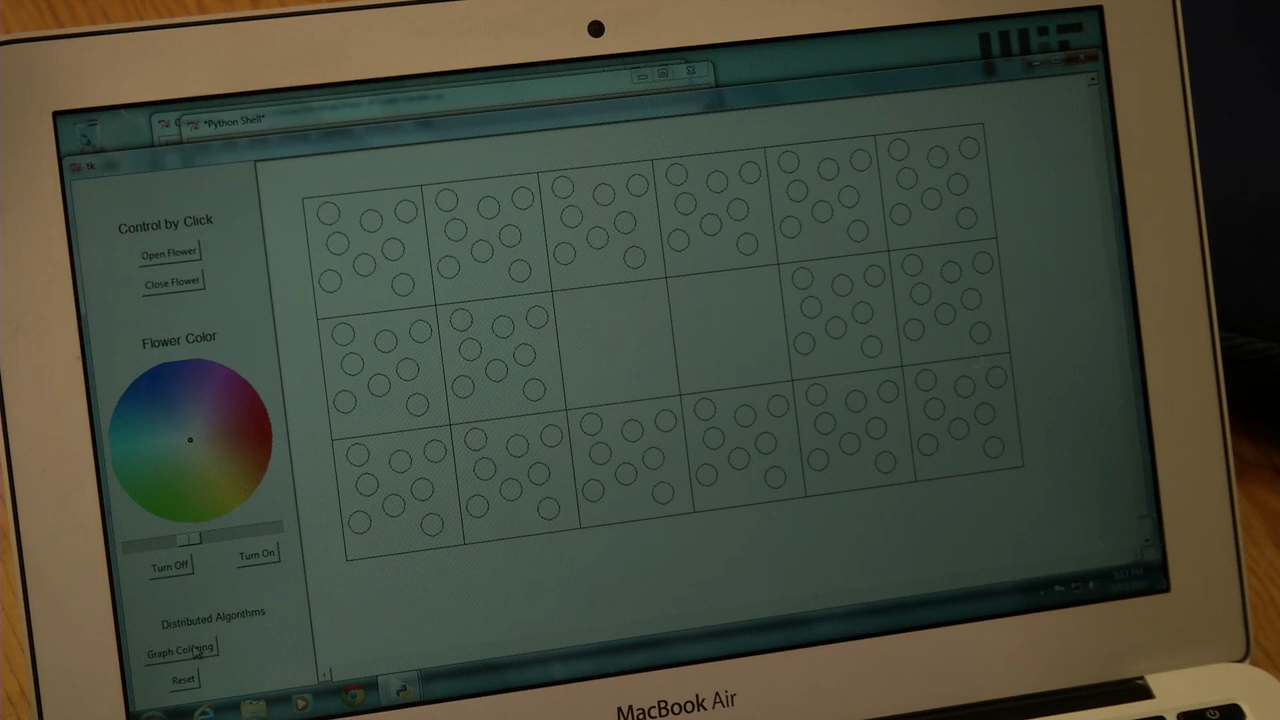 *Python Shell*
tk
Control by Click
Open Flower
Close Flower
Flower Color
Turn Off
Turn On
Distributed Algorithms
Graph Coloring
Reset
MacBook Air